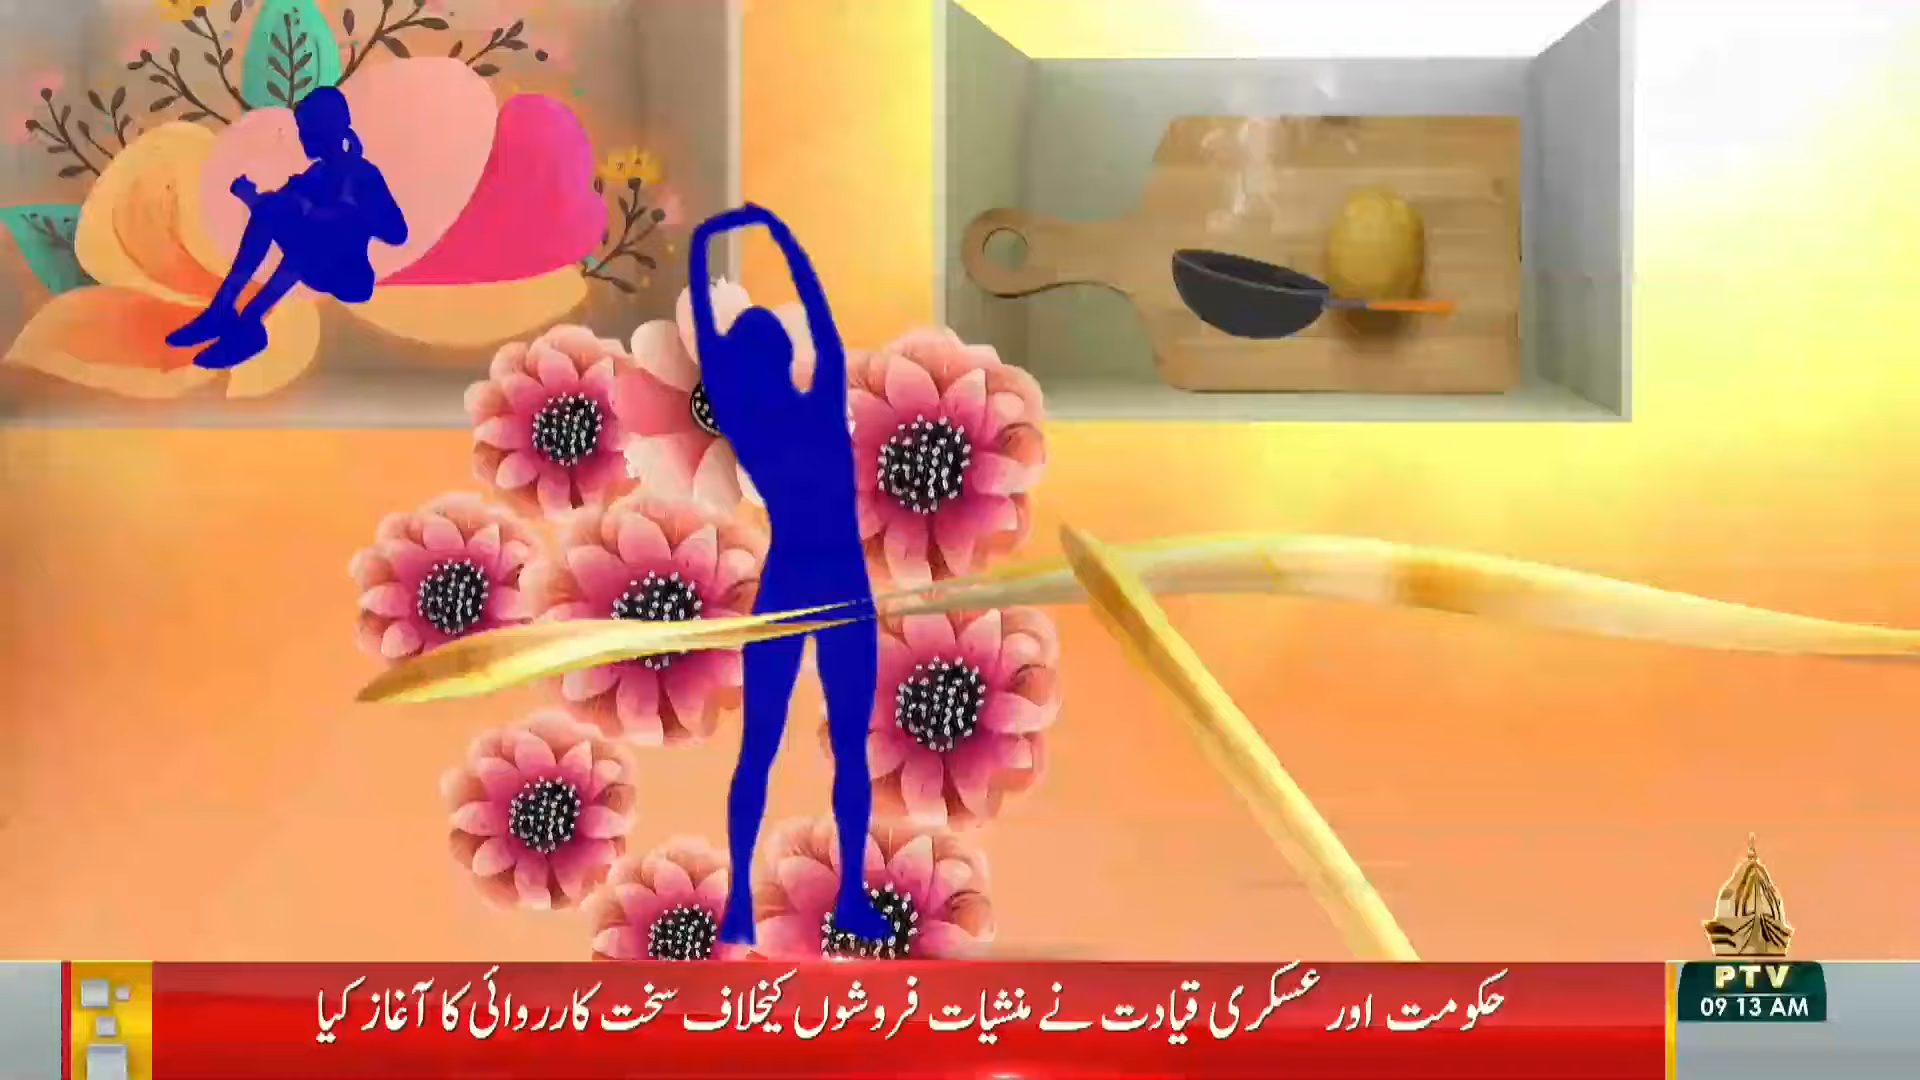 حکومت اور عسکری قیادت نے منشیات فروشوں کیخلاف سخت کارروائی کا آغاز کیا
PTV
09 13 AM